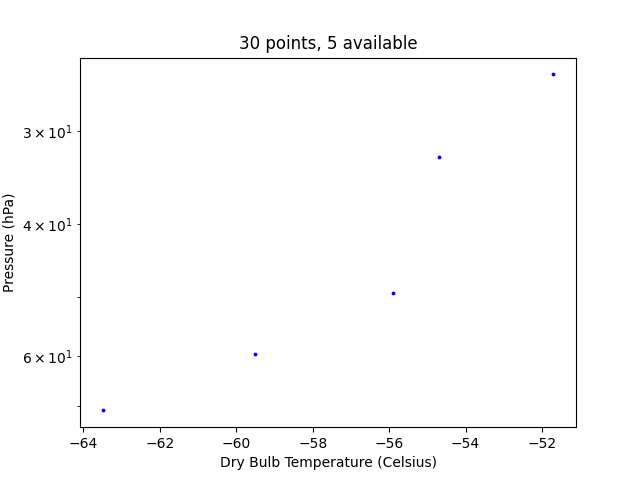 30 points, 5 available
Pressure (hPa)
3 × 10¹
4 × 10¹
6 × 10¹
−64 −62 −60 −58 −56 −54 −52
Dry Bulb Temperature (Celsius)